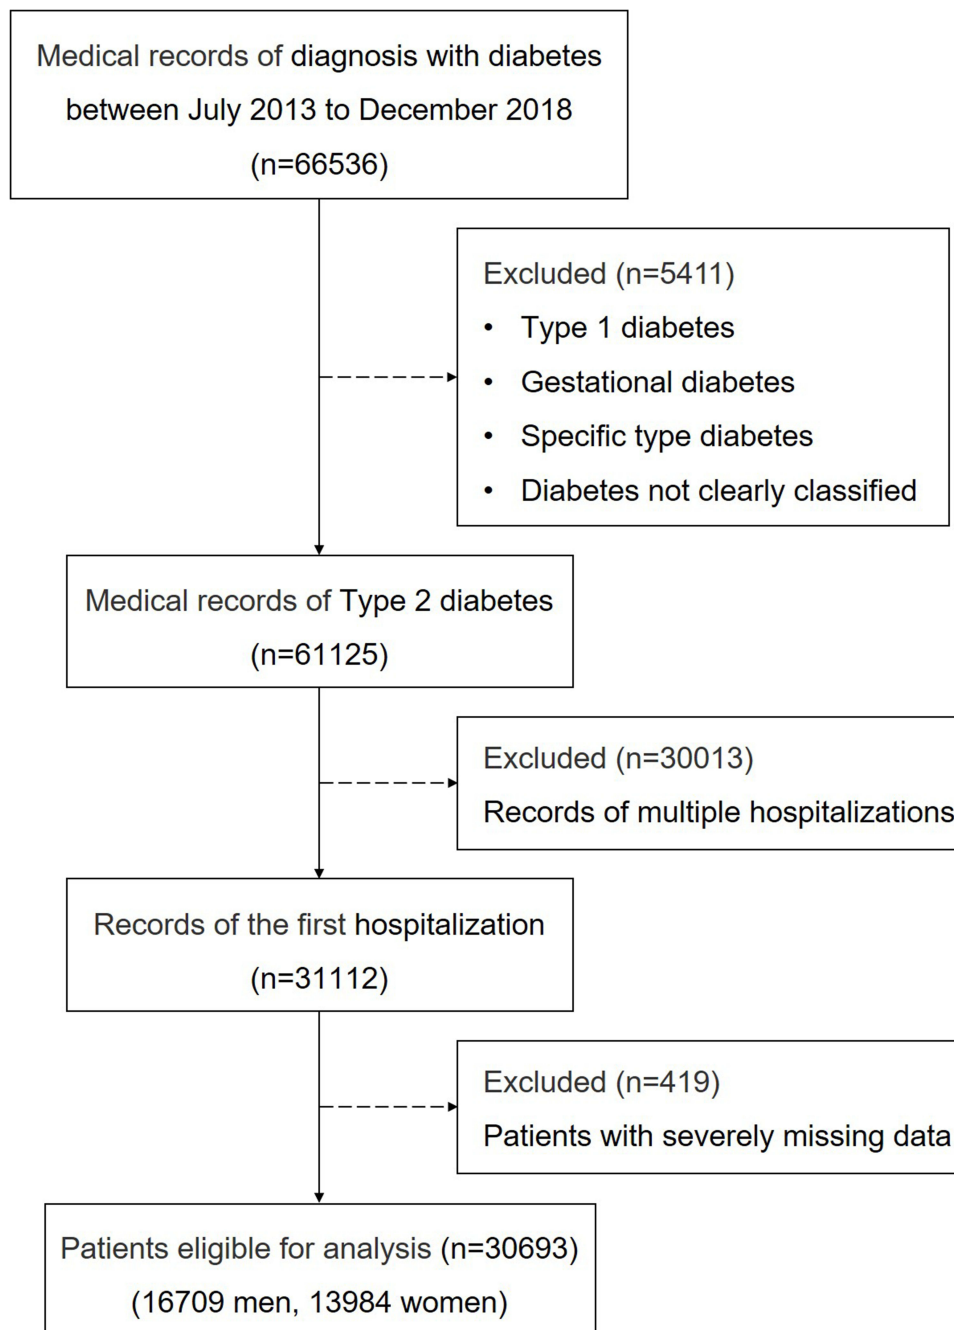 Medical records of diagnosis with diabetes
between July 2013 to December 2018
(n=66536)
Excluded (n=5411)
• Type 1 diabetes
• Gestational diabetes
• Specific type diabetes
• Diabetes not clearly classified
Medical records of Type 2 diabetes
(n=61125)
Excluded (n=30013)
Records of multiple hospitalizations
Records of the first hospitalization
(n=31112)
Excluded (n=419)
Patients with severely missing data
Patients eligible for analysis (n=30693)
(16709 men, 13984 women)